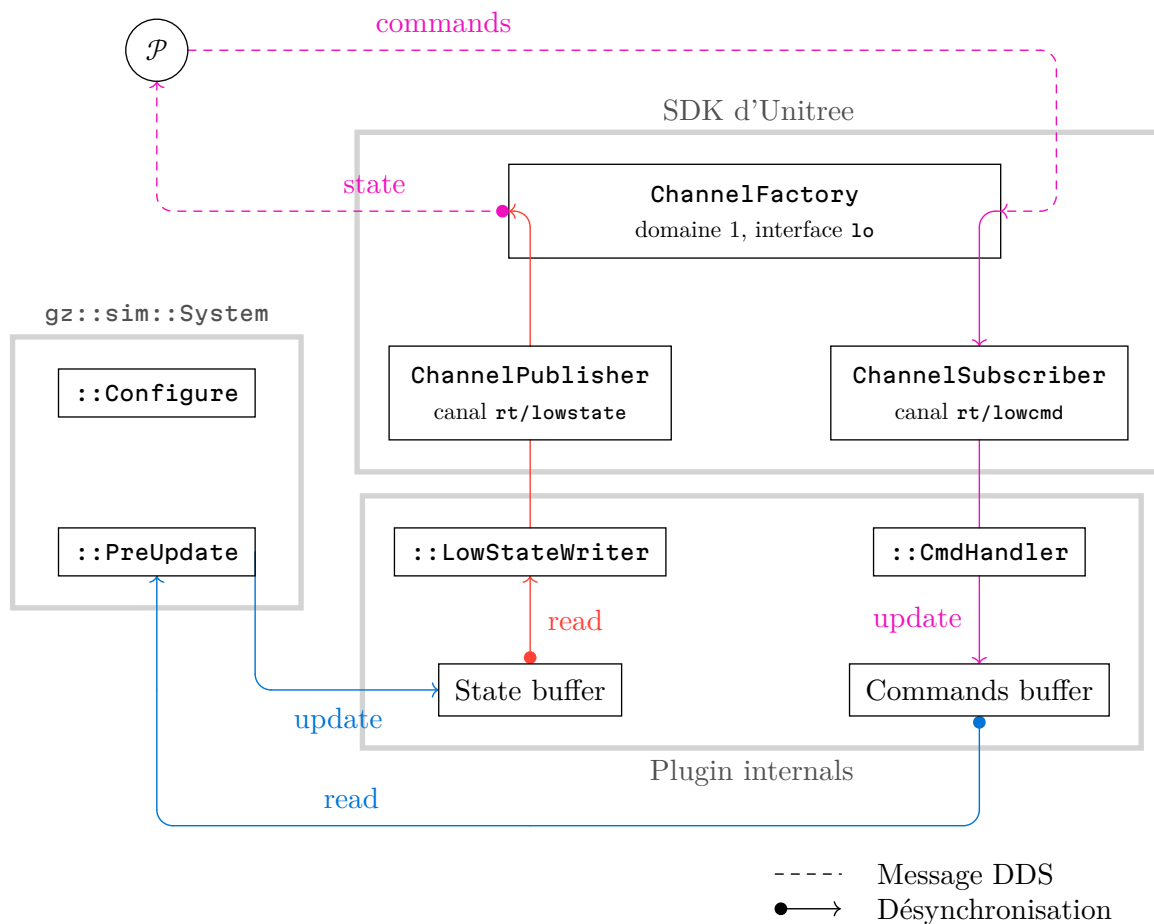 commands
𝒫
SDK d'Unitree
state
ChannelFactory
domaine 1, interface lo
gz::sim::System
::Configure
ChannelPublisher
canal rt/lowstate
ChannelSubscriber
canal rt/lowcmd
::PreUpdate
::LowStateWriter
::CmdHandler
read
update
State buffer
Commands buffer
update
Plugin internals
read
Message DDS
Désynchronisation